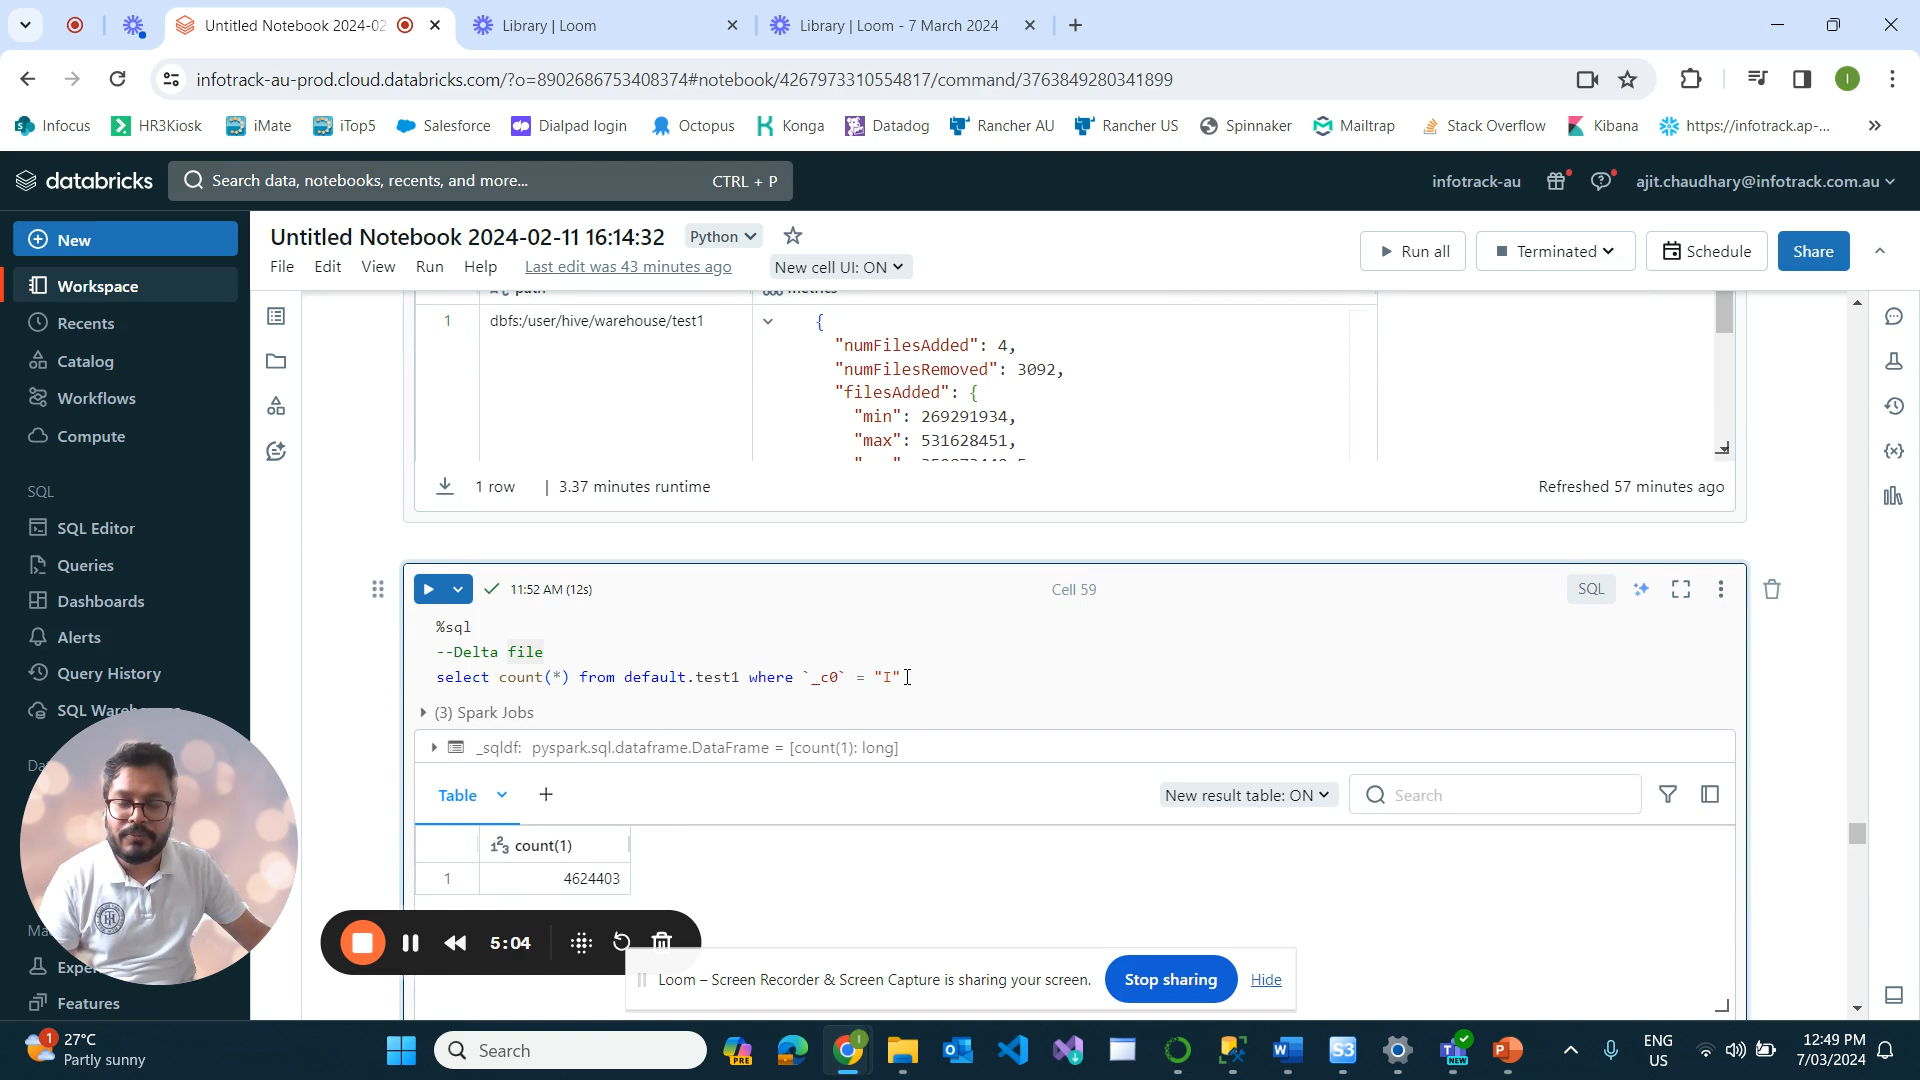 Untitled Notebook 2024-02
Library | Loom
Library | Loom - 7 March 2024
infotrack-au-prod.cloud.databricks.com/?o=8902686753408374#notebook/4267973310554817/command/3763849280341899
I
Infocus
HR3Kiosk
iMate
iTop5
Salesforce
Dialpad login
Octopus
Konga
Datadog
Rancher AU
Rancher US
Spinnaker
Mailtrap
Stack Overflow
Kibana
https://infotrack.ap-...
databricks
Search data, notebooks, recents, and more...
CTRL + P
infotrack-au
ajit.chaudhary@infotrack.com.au
New
Workspace
Recents
Catalog
Workflows
Compute
SQL
SQL Editor
Queries
Dashboards
Alerts
Query History
SQL
Features
Untitled Notebook 2024-02-11 16:14:32
Python
File
Edit
View
Run
Help
Last edit was 43 minutes ago
New cell UI: ON
Run all
Terminated
Schedule
Share
path
metrics
1
dbfs:/user/hive/warehouse/test1
{
"numFilesAdded": 4,
"numFilesRemoved": 3092,
"filesAdded": {
"min": 269291934,
"max": 531628451,
1 row
| 3.37 minutes runtime
Refreshed 57 minutes ago
11:52 AM (12s)
Cell 59
SQL
%sql
--Delta file
select count(*) from default.test1 where `_c0` = "I"
(3) Spark Jobs
_sqldf: pyspark.sql.dataframe.DataFrame = [count(1): long]
Table
New result table: ON
Search
count(1)
1
4624403
5:04
Loom – Screen Recorder & Screen Capture is sharing your screen.
Stop sharing
Hide
1
27°C
Partly sunny
Search
PRE
NEW
ENG
US
12:49 PM
7/03/2024